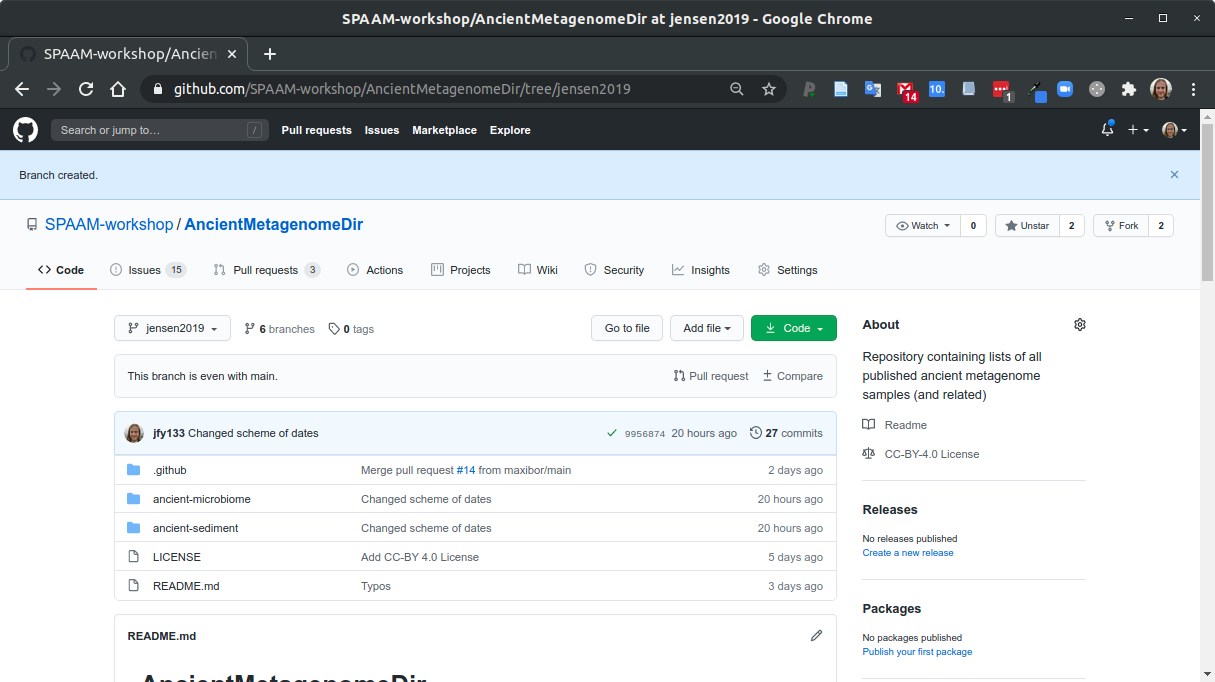 SPAAM-workshop/AncientMetagenomeDir at jensen2019 - Google Chrome
SPAAM-workshop/Ancien
github.com/SPAAM-workshop/AncientMetagenomeDir/tree/jensen2019
14
10.
1
Search or jump to… /
Pull requests Issues Marketplace Explore
Branch created.
SPAAM-workshop / AncientMetagenomeDir
Watch 0 Unstar 2 Fork 2
Code Issues 15 Pull requests 3 Actions Projects Wiki Security Insights Settings
jensen2019 6 branches 0 tags Go to file Add file Code
This branch is even with main. Pull request Compare
jfy133 Changed scheme of dates 9956874 20 hours ago 27 commits
.github Merge pull request #14 from maxibor/main 2 days ago
ancient-microbiome Changed scheme of dates 20 hours ago
ancient-sediment Changed scheme of dates 20 hours ago
LICENSE Add CC-BY 4.0 License 5 days ago
README.md Typos 3 days ago
README.md
AncientMetagenomeDir
About
Repository containing lists of all
published ancient metagenome
samples (and related)
Readme
CC-BY-4.0 License
Releases
No releases published
Create a new release
Packages
No packages published
Publish your first package